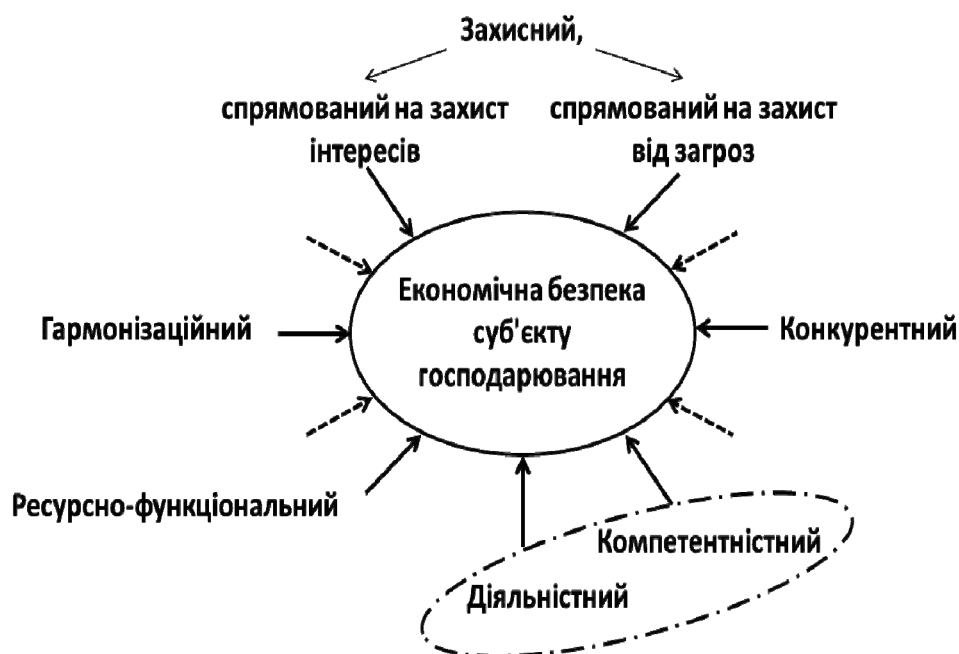 Захисний,
спрямований на захист
інтересів
спрямований на захист
від загроз
Економічна безпека
суб'єкту
господарювання
Гармонізаційний
Конкурентний
Ресурсно-функціональний
Компетентністний
Діяльністний